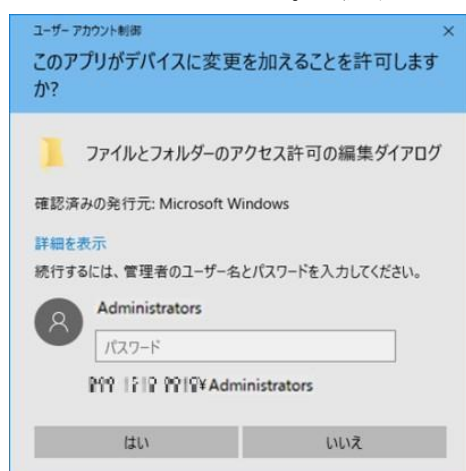 ユーザー アカウント制御
×
このアプリがデバイスに変更を加えることを許可します
か?
ファイルとフォルダーのアクセス許可の編集ダイアログ
確認済みの発行元: Microsoft Windows
詳細を表示
続行するには、管理者のユーザー名とパスワードを入力してください。
Administrators
パスワード
¥Administrators
はい
いいえ